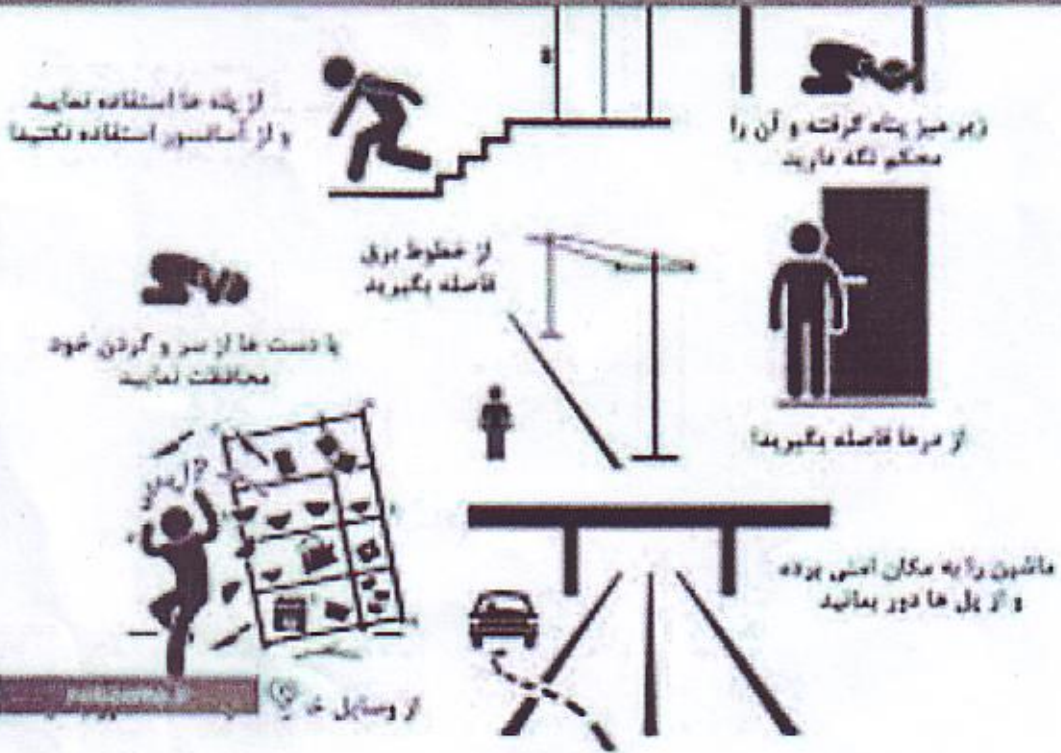 زیر میز پناه گرفته و آن را
محکم نگه دارید
از پله ها استفاده نمایید
و از آسانسور استفاده نکنید!
از درها فاصله بگیرید!
از خطوط برق
فاصله بگیرید
با دست ها از سر و گردن خود
محافظت نمایید
ماشین را به مکان امنی برده
و از پل ها دور بمانید
از وسایل